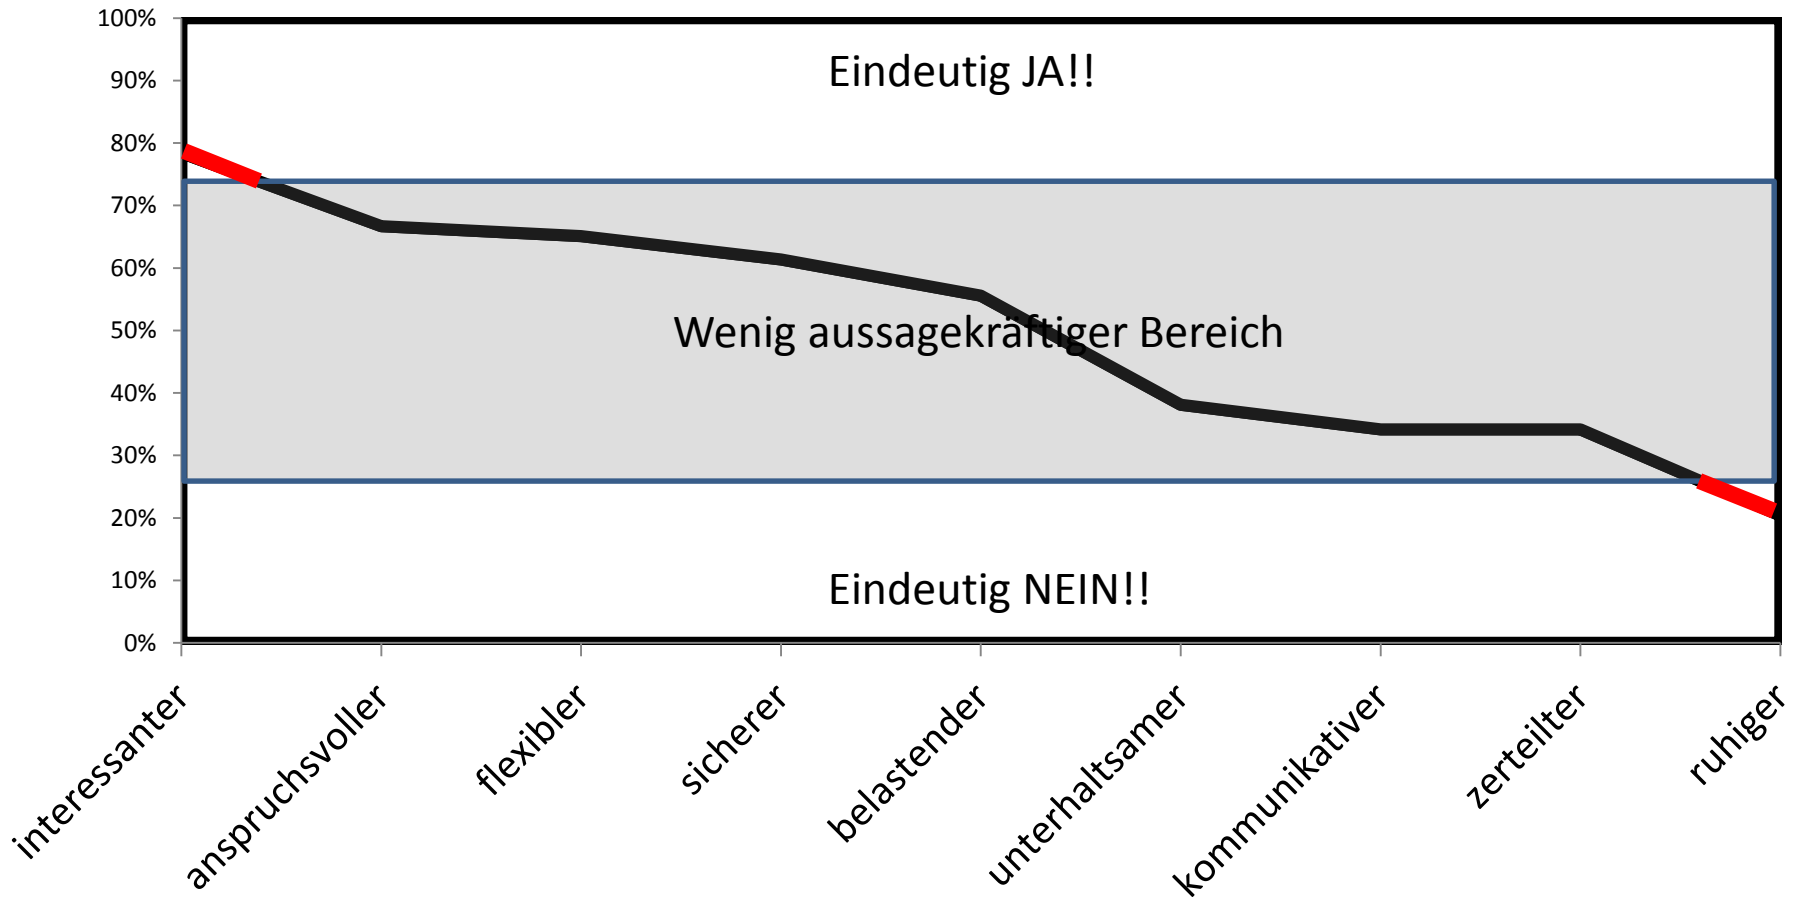 100%
90%
80%
70%
60%
50%
40%
30%
20%
10%
0%
Eindeutig JA!!
Wenig aussagekräftiger Bereich
Eindeutig NEIN!!
interessanter
anspruchsvoller
flexibler
sicherer
belastender
unterhaltsamer
kommunikativer
zerteilter
ruhiger